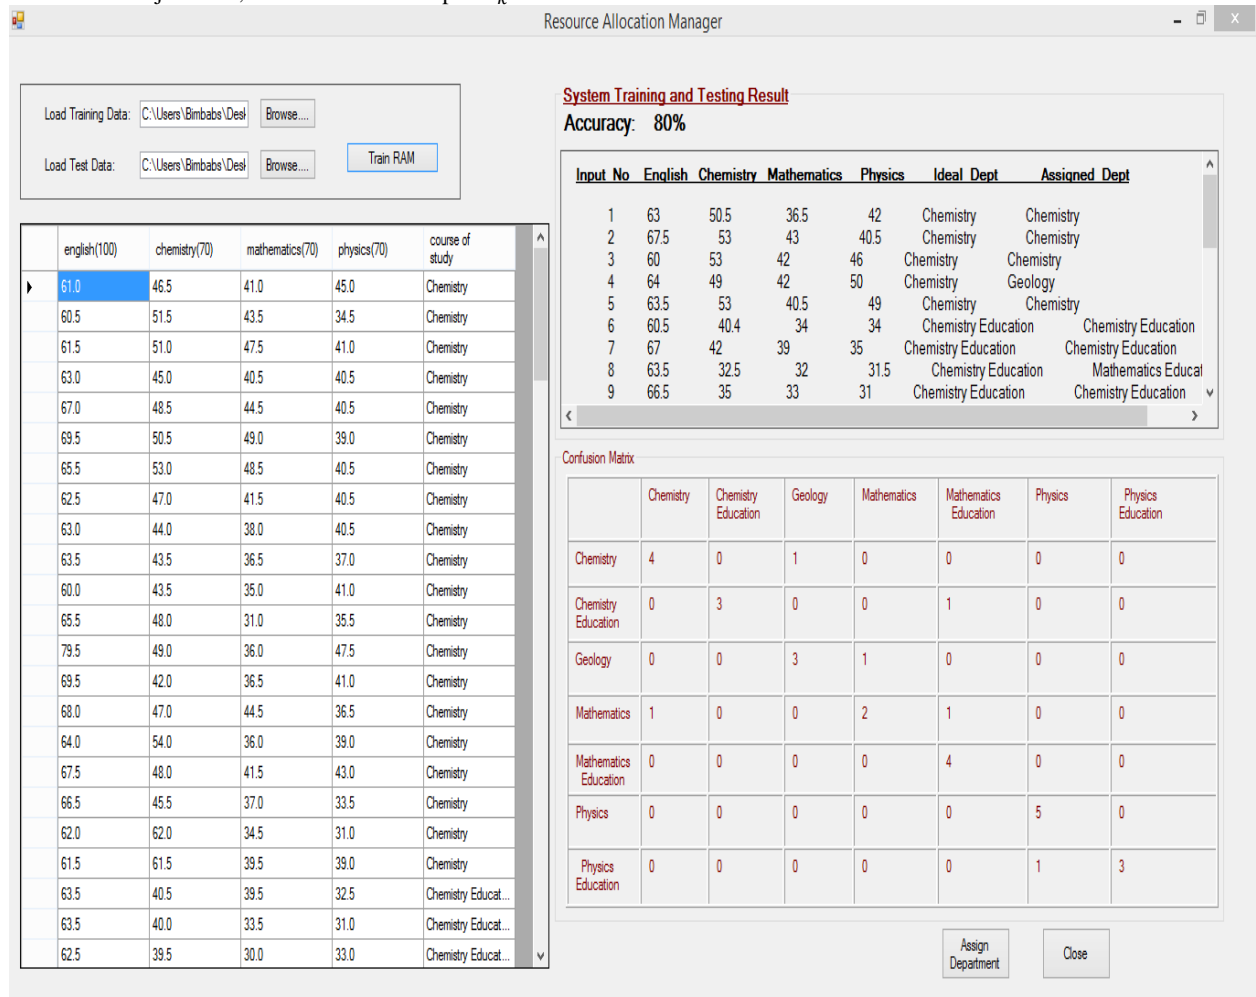 Resource Allocation Manager
Load Training Data: C:\Users\Bimbabs\Desk Browse....
Load Test Data: C:\Users\Bimbabs\Desk Browse....
Train RAM
english(100) chemistry(70) mathematics(70) physics(70) course of study
61.0 46.5 41.0 45.0 Chemistry
60.5 51.5 43.5 34.5 Chemistry
61.5 51.0 47.5 41.0 Chemistry
63.0 45.0 40.5 40.5 Chemistry
67.0 48.5 44.5 40.5 Chemistry
69.5 50.5 49.0 39.0 Chemistry
65.5 53.0 48.5 40.5 Chemistry
62.5 47.0 41.5 40.5 Chemistry
63.0 44.0 38.0 40.5 Chemistry
63.5 43.5 36.5 37.0 Chemistry
60.0 43.5 35.0 41.0 Chemistry
65.5 48.0 31.0 35.5 Chemistry
79.5 49.0 36.0 47.5 Chemistry
69.5 42.0 36.5 41.0 Chemistry
68.0 47.0 44.5 36.5 Chemistry
64.0 54.0 36.0 39.0 Chemistry
67.5 48.0 41.5 43.0 Chemistry
66.5 45.5 37.0 33.5 Chemistry
62.0 62.0 34.5 31.0 Chemistry
61.5 61.5 39.5 39.0 Chemistry
63.5 40.5 39.5 32.5 Chemistry Educat...
63.5 40.0 33.5 31.0 Chemistry Educat...
62.5 39.5 30.0 33.0 Chemistry Educat...
System Training and Testing Result
Accuracy: 80%
Input No English Chemistry Mathematics Physics Ideal Dept Assigned Dept
1 63 50.5 36.5 42 Chemistry Chemistry
2 67.5 53 43 40.5 Chemistry Chemistry
3 60 53 42 46 Chemistry Chemistry
4 64 49 42 50 Chemistry Geology
5 63.5 53 40.5 49 Chemistry Chemistry
6 60.5 40.4 34 34 Chemistry Education Chemistry Education
7 67 42 39 35 Chemistry Education Chemistry Education
8 63.5 32.5 32 31.5 Chemistry Education Mathematics Educat
9 66.5 35 33 31 Chemistry Education Chemistry Education
Confusion Matrix
Chemistry Chemistry Education Geology Mathematics Mathematics Education Physics Physics Education
Chemistry 4 0 1 0 0 0 0
Chemistry Education 0 3 0 0 1 0 0
Geology 0 0 3 1 0 0 0
Mathematics 1 0 0 2 1 0 0
Mathematics Education 0 0 0 0 4 0 0
Physics 0 0 0 0 0 5 0
Physics Education 0 0 0 0 0 1 3
Assign Department
Close